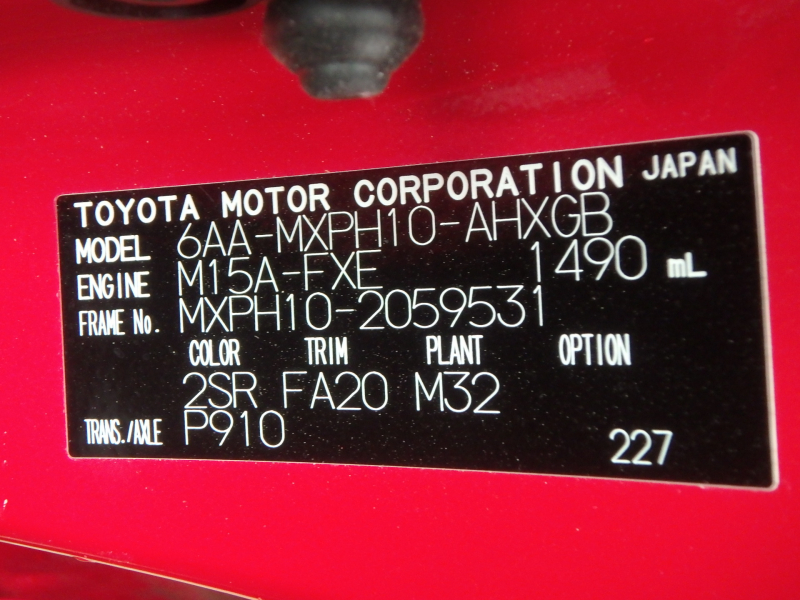 TOYOTA MOTOR CORPORATION JAPAN
MODEL 6AA-MXPH10-AHXGB
ENGINE M15A-FXE 1490 mL
FRAME No. MXPH10-2059531
COLOR TRIM PLANT OPTION
2SR FA20 M32
TRANS./AXLE P910 227